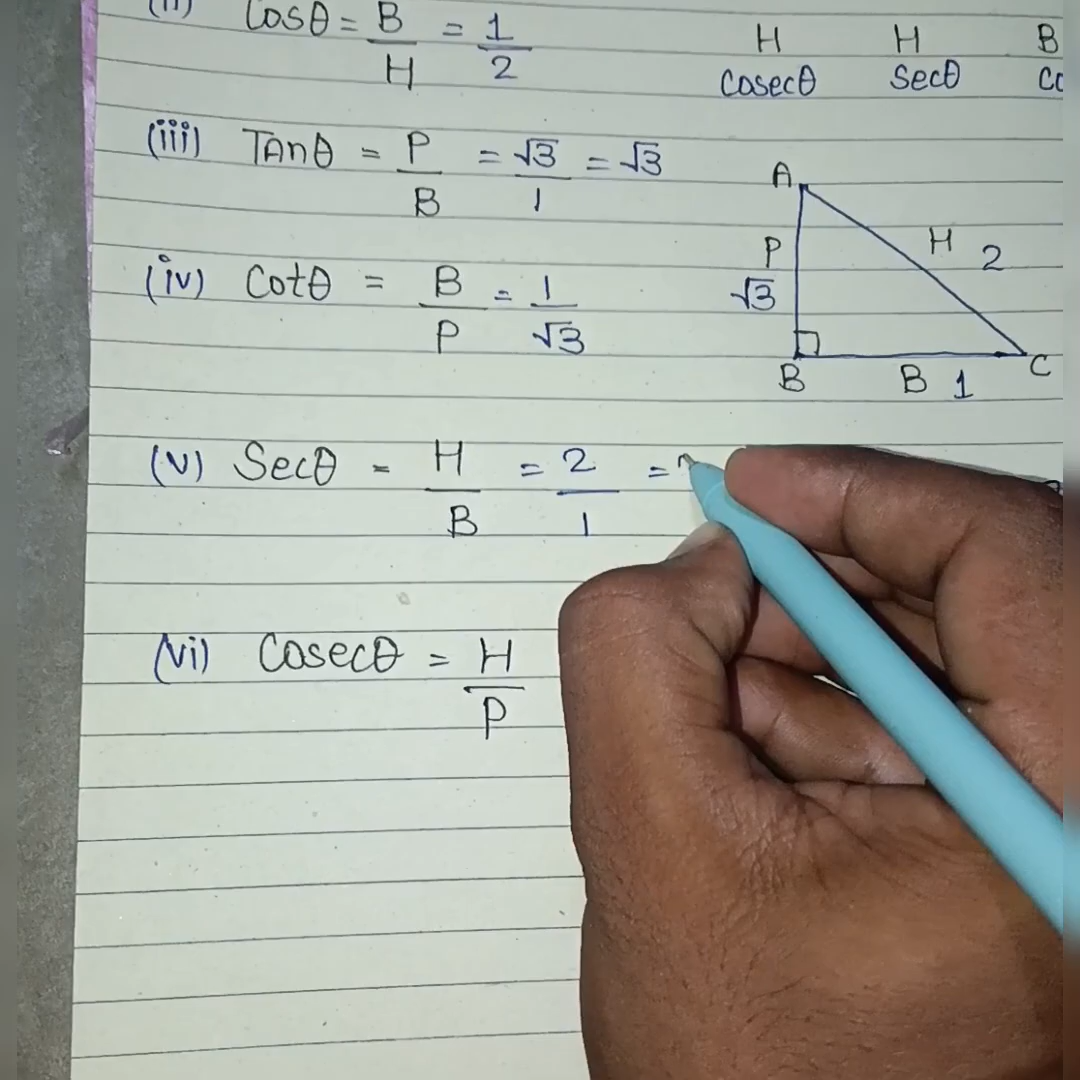 (ii) Cosθ = B/H = 1/2
H H B
Cosecθ Secθ
(iii) Tanθ = P/B = √3/1 = √3
(iv) Cotθ = B/P = 1/√3
A
P H 2
√3
B B 1 C
(v) Secθ = H/B = 2/1 =
(vi) Cosecθ = H/P